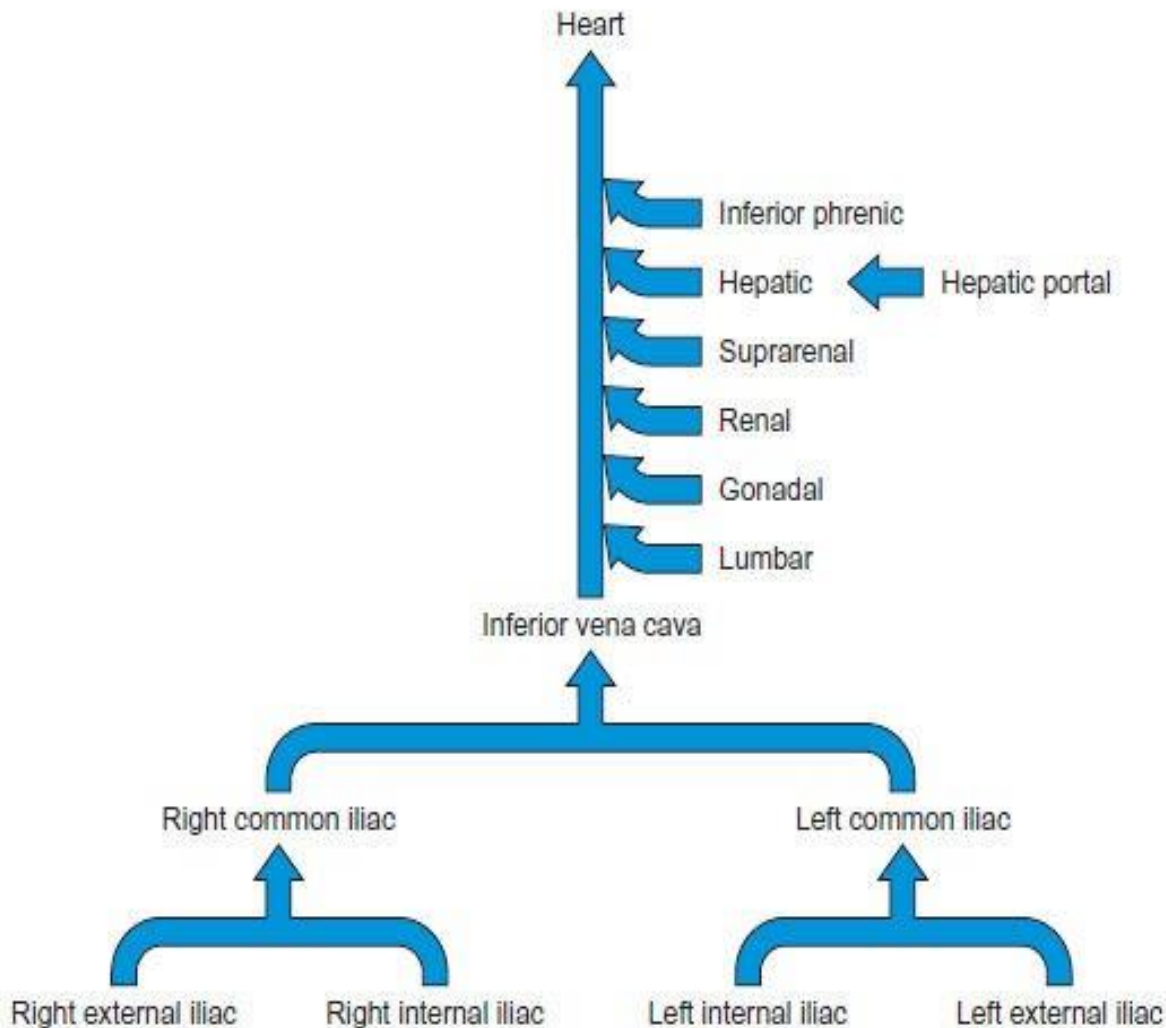 Heart
Inferior phrenic
Hepatic
Hepatic portal
Suprarenal
Renal
Gonadal
Lumbar
Inferior vena cava
Right common iliac
Left common iliac
Right external iliac
Right internal iliac
Left internal iliac
Left external iliac